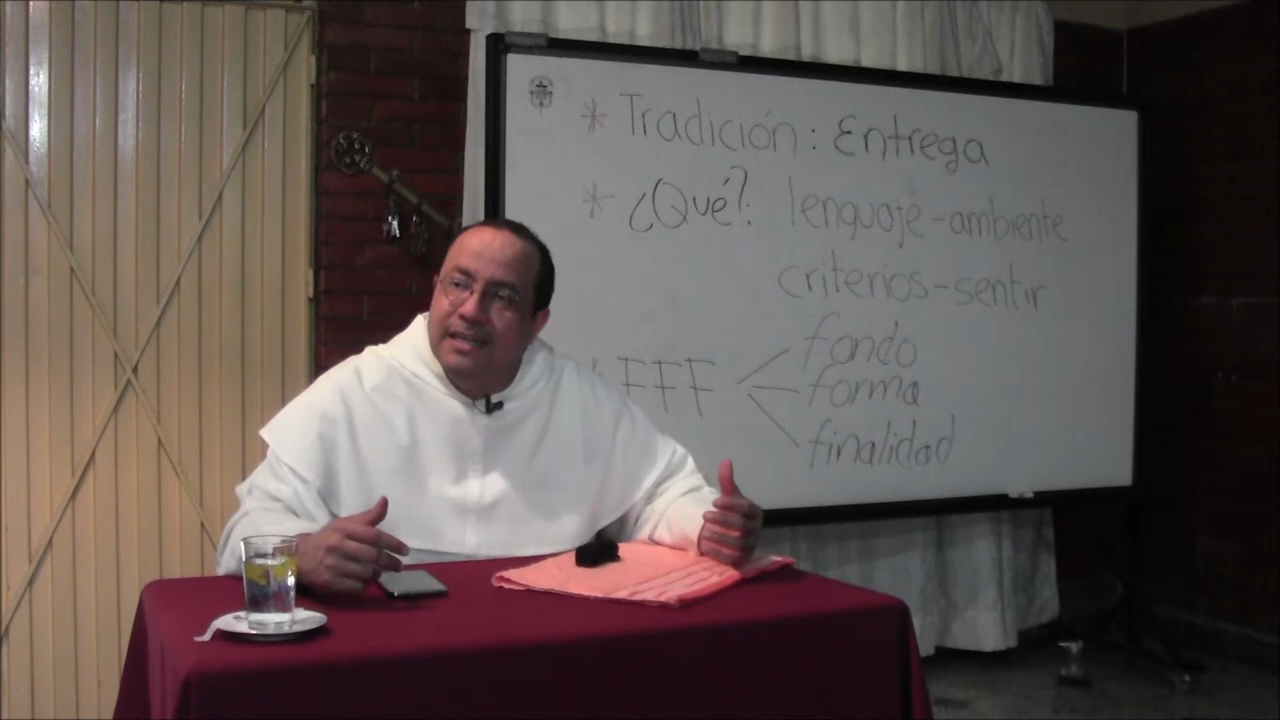 * Tradición: Entrega
* ¿Qué?: lenguaje-ambiente
criterios-sentir
fondo
* FFF forma
finalidad